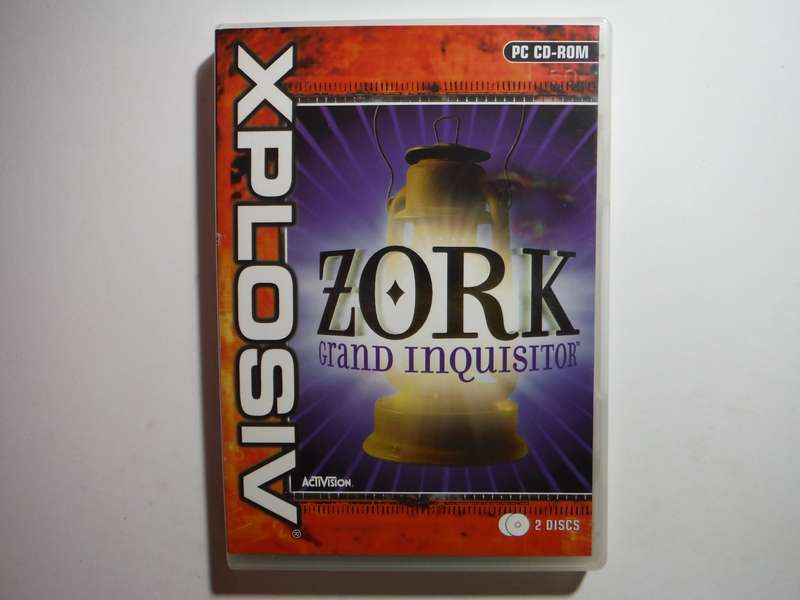 PC CD-ROM
XPLOSIV®
ZORK
Grand Inquisitor®
ACTIVISION.
2 DISCS